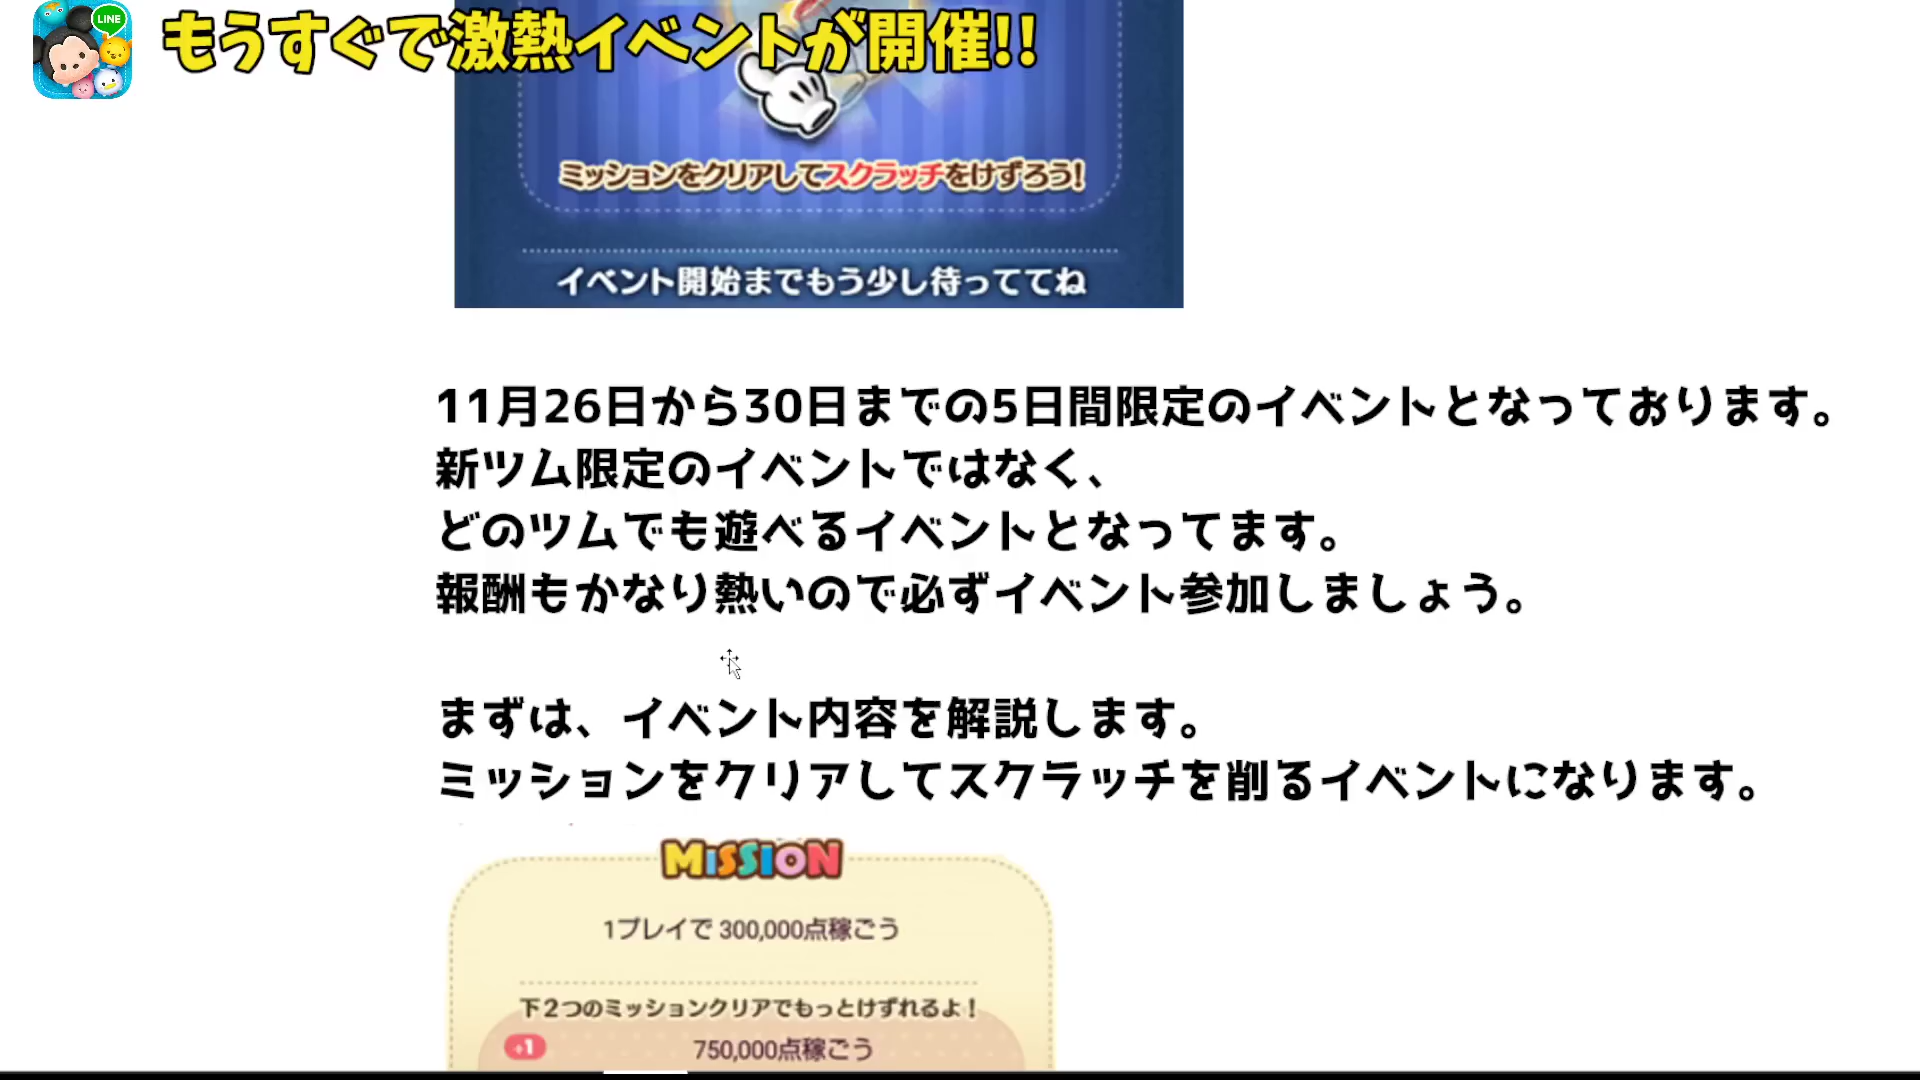 LINE
もうすぐで激熱イベントが開催!!
ミッションをクリアしてスクラッチをけずろう!
イベント開始までもう少し待っててね
11月26日から30日までの5日間限定のイベントとなっております。
新ツム限定のイベントではなく、
どのツムでも遊べるイベントとなってます。
報酬もかなり熱いので必ずイベント参加しましょう。
まずは、イベント内容を解説します。
ミッションをクリアしてスクラッチを削るイベントになります。
MISSION
1プレイで 300,000点稼ごう
下2つのミッションクリアでもっとけずれるよ!
+1 750,000点稼ごう